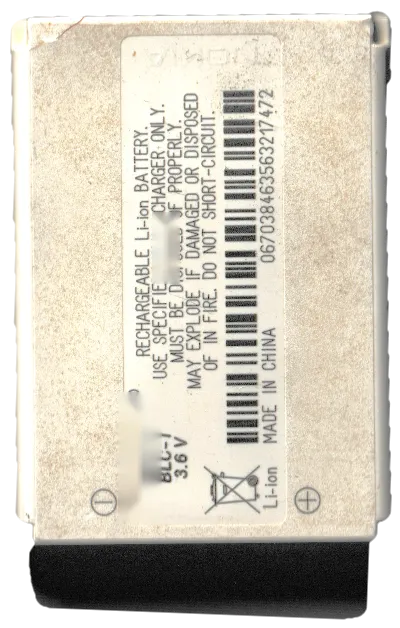 RECHARGEABLE Li-ion BATTERY.
USE SPECIFIE CHARGER ONLY.
MUST BE OF PROPERLY.
MAY EXPLODE IF DAMAGED OR DISPOSED
OF IN FIRE. DO NOT SHORT-CIRCUIT.
3.6 V
Li-ion
MADE IN CHINA 067038463563217472